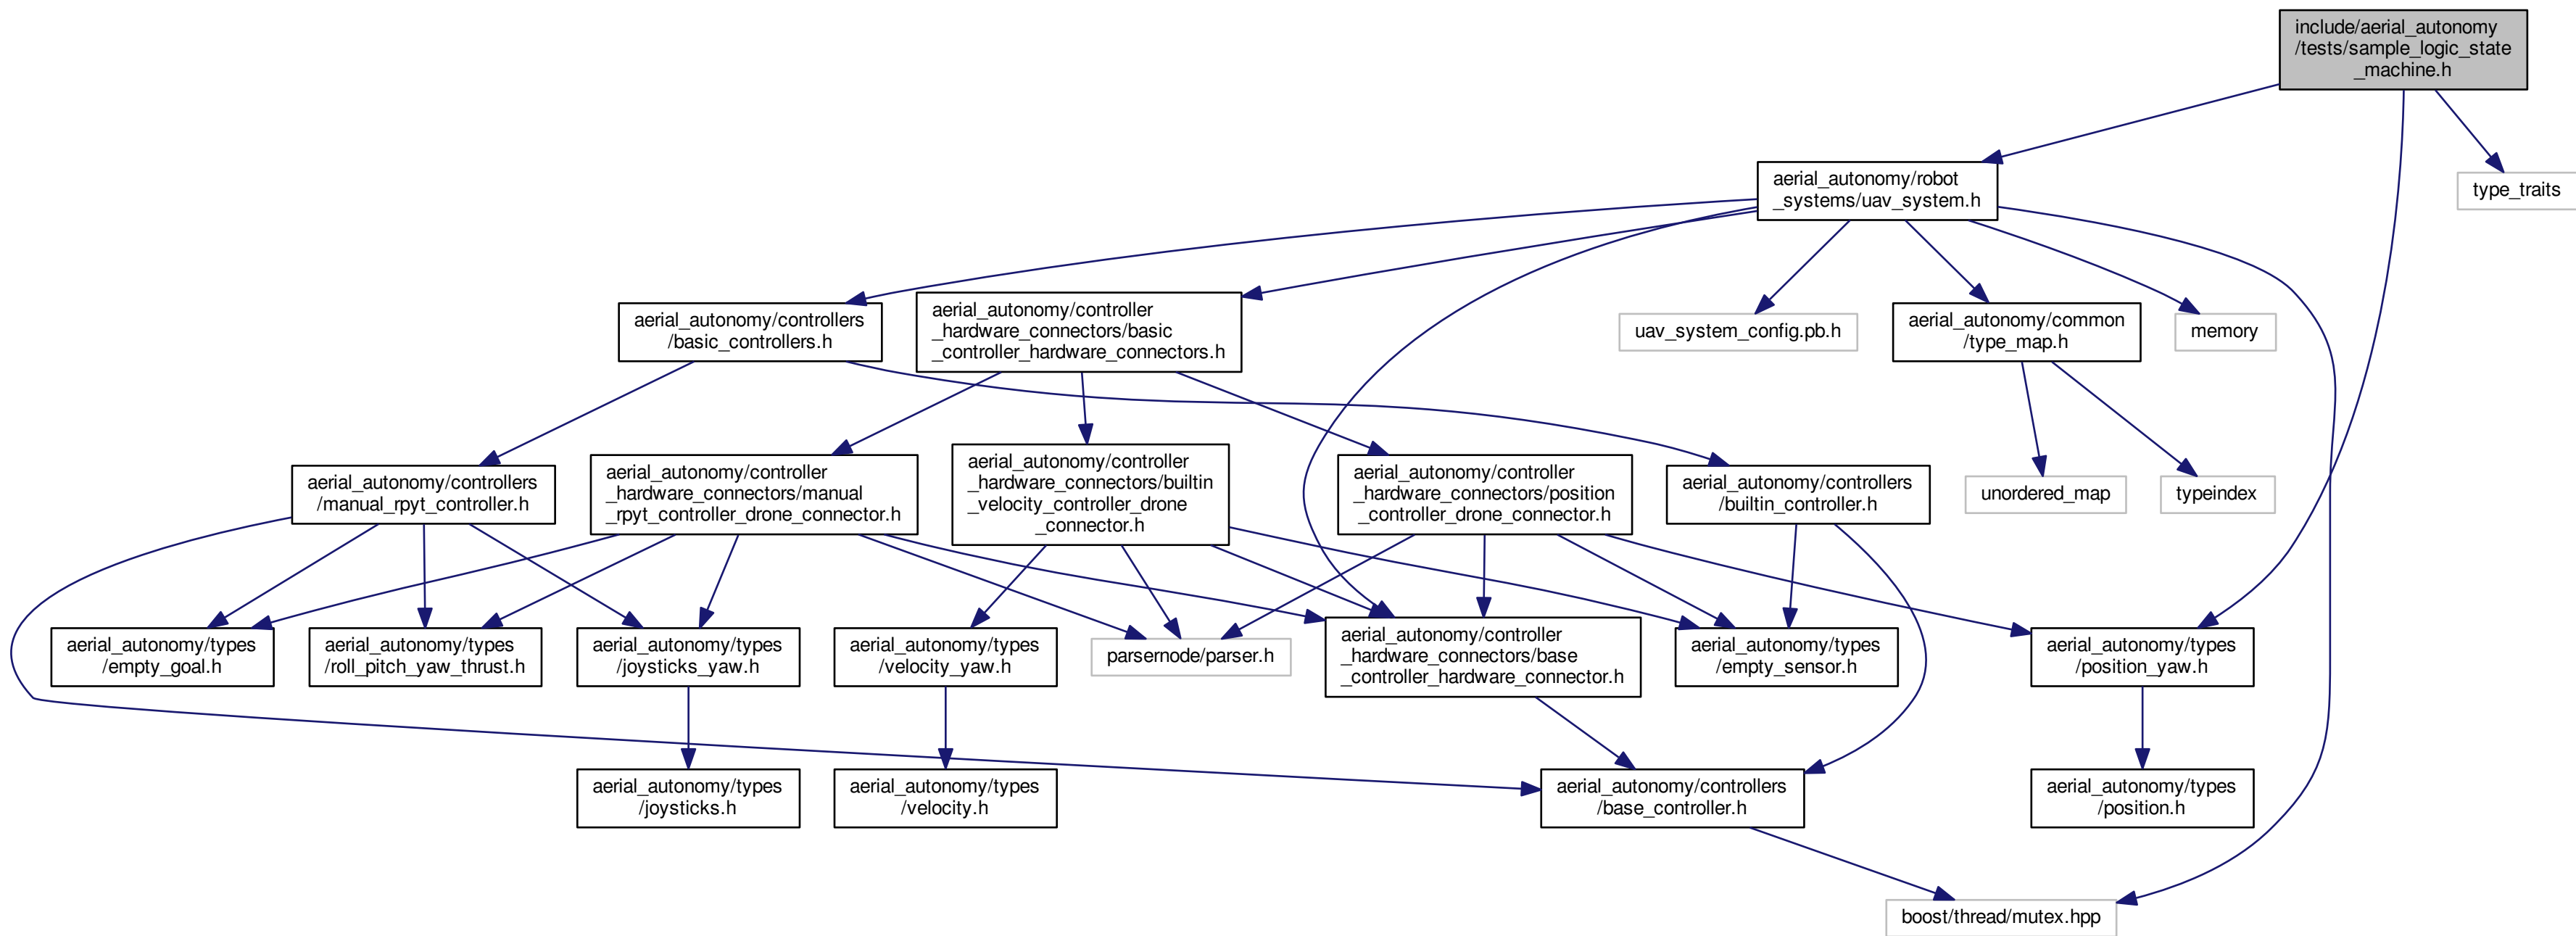 include/aerial_autonomy
/tests/sample_logic_state
_machine.h
aerial_autonomy/robot
_systems/uav_system.h
type_traits
aerial_autonomy/controllers
/basic_controllers.h
aerial_autonomy/controller
_hardware_connectors/basic
_controller_hardware_connectors.h
uav_system_config.pb.h
aerial_autonomy/common
/type_map.h
memory
aerial_autonomy/controllers
/manual_rpyt_controller.h
aerial_autonomy/controller
_hardware_connectors/manual
_rpyt_controller_drone_connector.h
aerial_autonomy/controller
_hardware_connectors/builtin
_velocity_controller_drone
_connector.h
aerial_autonomy/controller
_hardware_connectors/position
_controller_drone_connector.h
aerial_autonomy/controllers
/builtin_controller.h
unordered_map
typeindex
aerial_autonomy/types
/empty_goal.h
aerial_autonomy/types
/roll_pitch_yaw_thrust.h
aerial_autonomy/types
/joysticks_yaw.h
aerial_autonomy/types
/velocity_yaw.h
parsernode/parser.h
aerial_autonomy/controller
_hardware_connectors/base
_controller_hardware_connector.h
aerial_autonomy/types
/empty_sensor.h
aerial_autonomy/types
/position_yaw.h
aerial_autonomy/types
/joysticks.h
aerial_autonomy/types
/velocity.h
aerial_autonomy/controllers
/base_controller.h
aerial_autonomy/types
/position.h
boost/thread/mutex.hpp